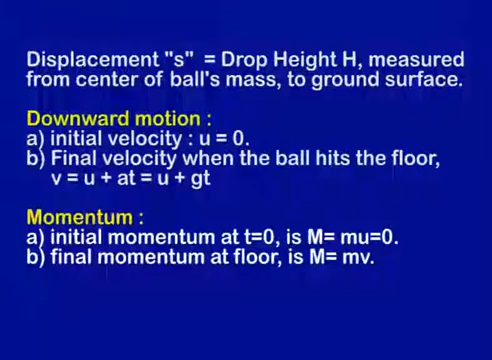 Displacement "s" = Drop Height H, measured
from center of ball's mass, to ground surface.
Downward motion :
a) initial velocity : u = 0.
b) Final velocity when the ball hits the floor,
v = u + at = u + gt
Momentum :
a) initial momentum at t=0, is M= mu=0.
b) final momentum at floor, is M= mv.